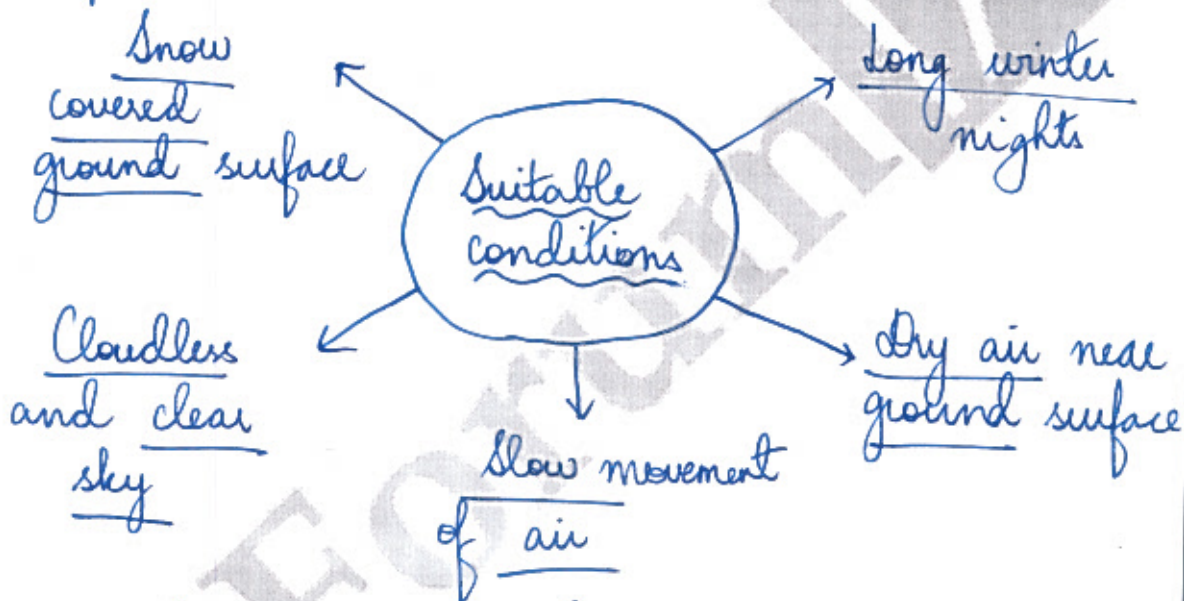 Snow
covered
ground surface
Long winter
nights
Suitable
conditions
Cloudless
and clear
sky
Slow movement
of air
Dry air near
ground surface